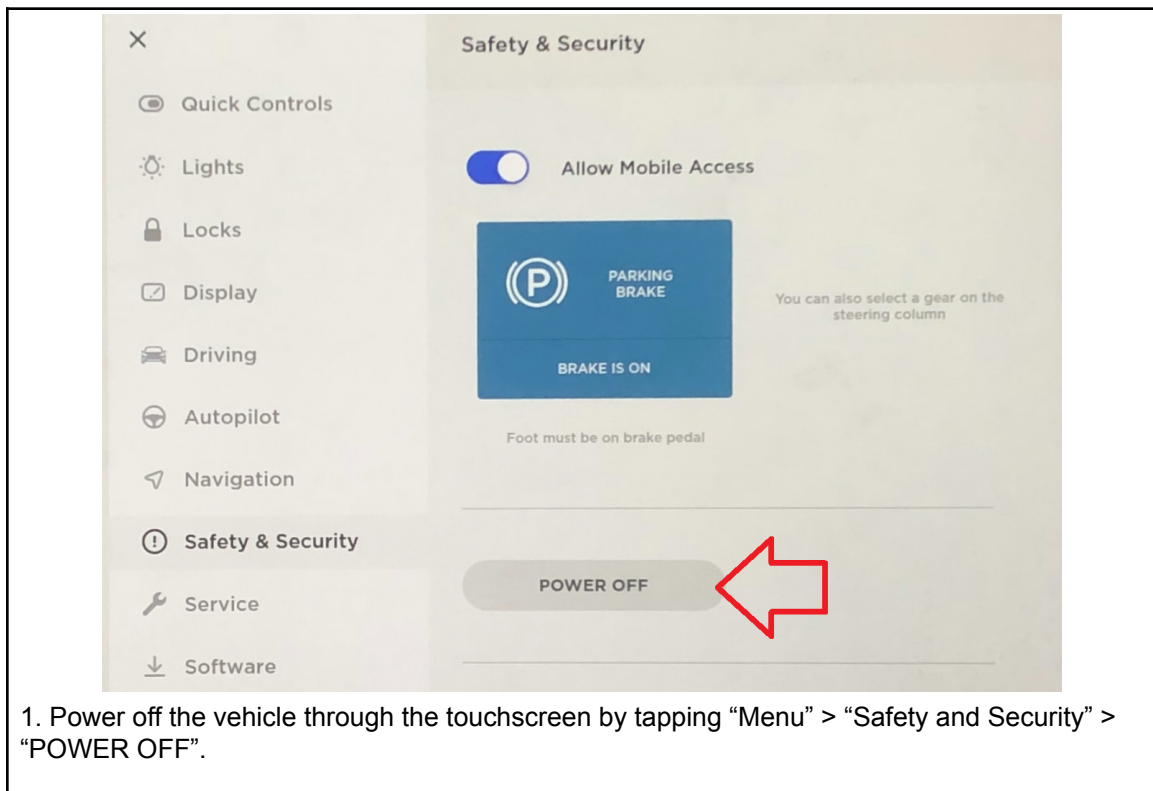 Safety & Security
Quick Controls
Lights
Allow Mobile Access
Locks
P
PARKING
BRAKE
Display
You can also select a gear on the
steering column
Driving
BRAKE IS ON
Autopilot
Foot must be on brake pedal
Navigation
Safety & Security
POWER OFF
Service
Software
1. Power off the vehicle through the touchscreen by tapping “Menu” > “Safety and Security” >
“POWER OFF”.